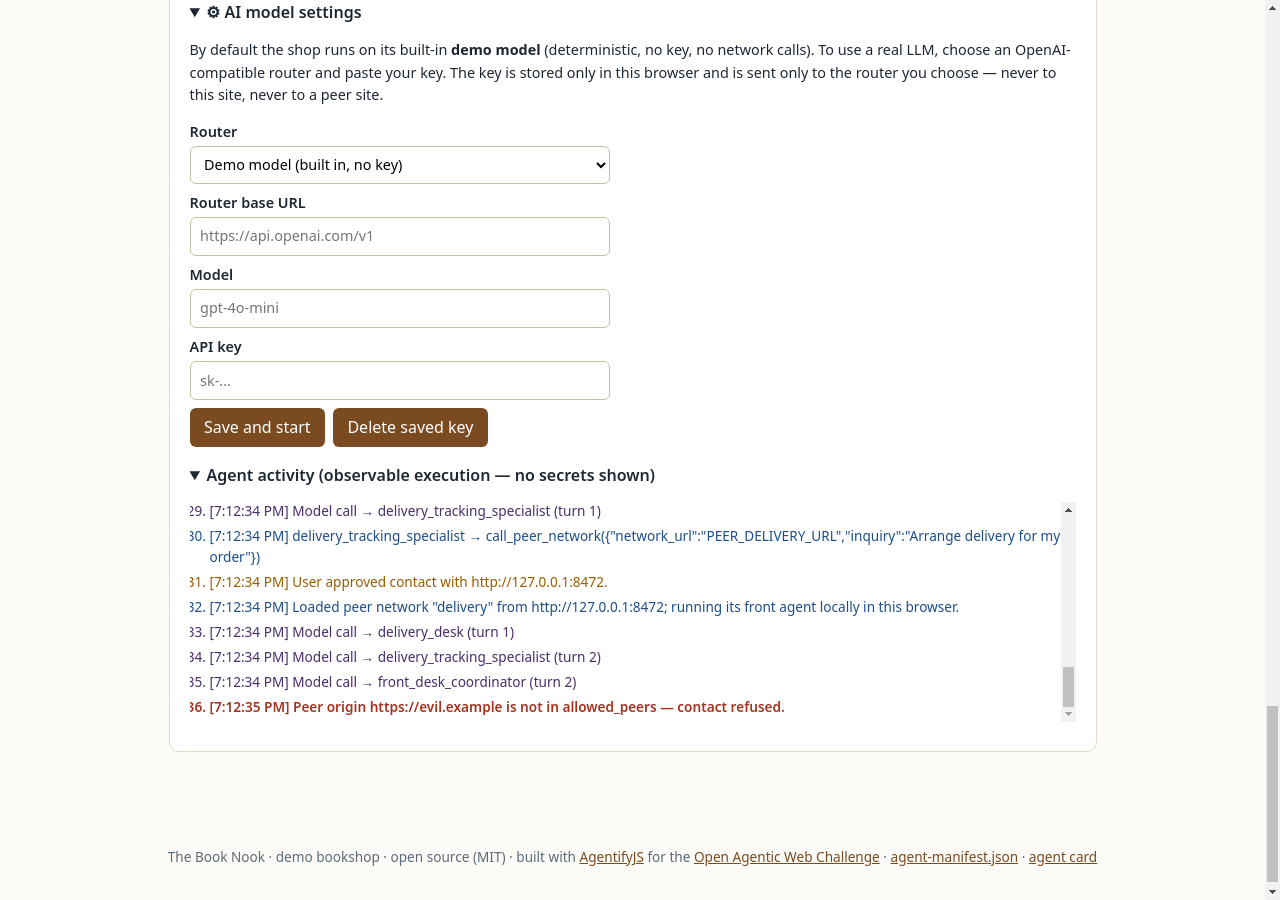 ▼ ⚙ AI model settings
By default the shop runs on its built-in demo model (deterministic, no key, no network calls). To use a real LLM, choose an OpenAI-
compatible router and paste your key. The key is stored only in this browser and is sent only to the router you choose — never to
this site, never to a peer site.
Router
Demo model (built in, no key)
Router base URL
https://api.openai.com/v1
Model
gpt-4o-mini
API key
sk-...
Save and start Delete saved key
▼ Agent activity (observable execution — no secrets shown)
29. [7:12:34 PM] Model call → delivery_tracking_specialist (turn 1)
30. [7:12:34 PM] delivery_tracking_specialist → call_peer_network({"network_url":"PEER_DELIVERY_URL","inquiry":"Arrange delivery for my
order"})
31. [7:12:34 PM] User approved contact with http://127.0.0.1:8472.
32. [7:12:34 PM] Loaded peer network "delivery" from http://127.0.0.1:8472; running its front agent locally in this browser.
33. [7:12:34 PM] Model call → delivery_desk (turn 1)
34. [7:12:34 PM] Model call → delivery_tracking_specialist (turn 2)
35. [7:12:34 PM] Model call → front_desk_coordinator (turn 2)
36. [7:12:35 PM] Peer origin https://evil.example is not in allowed_peers — contact refused.
The Book Nook · demo bookshop · open source (MIT) · built with AgentifyJS for the Open Agentic Web Challenge · agent-manifest.json · agent card